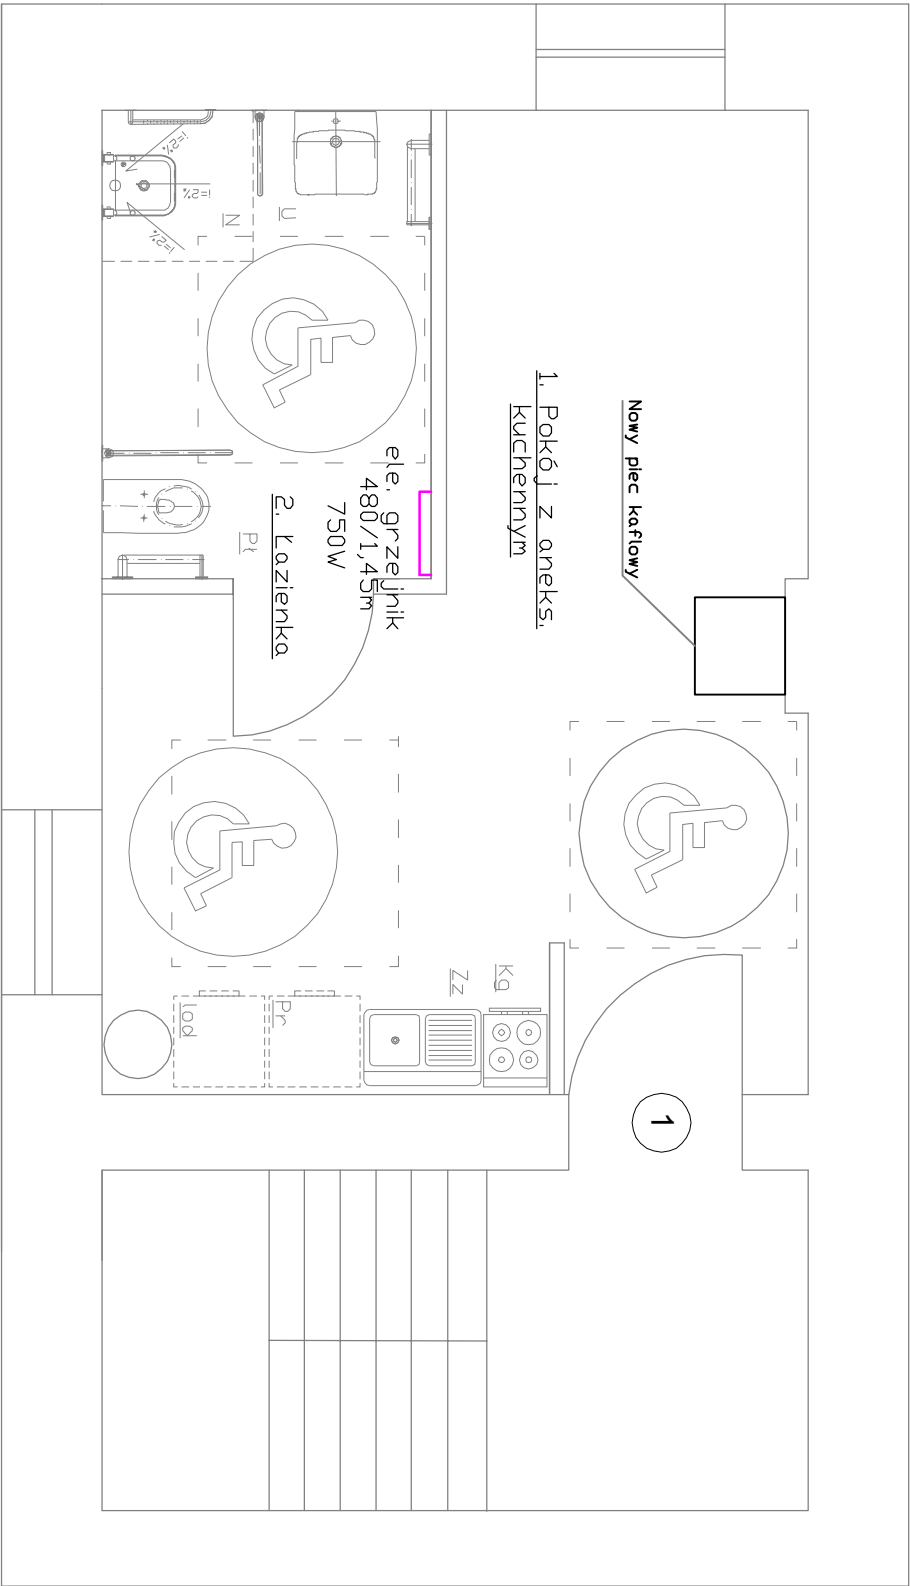 Nowy piec kaflowy
1. Pokój z aneks.
kuchennym
ele. grzejnik
480/1,45m
750W
2. Łazienka
U
N
i=2%
i=2%
i=2%
Pł
Kg
Zz
Pr
lod
1